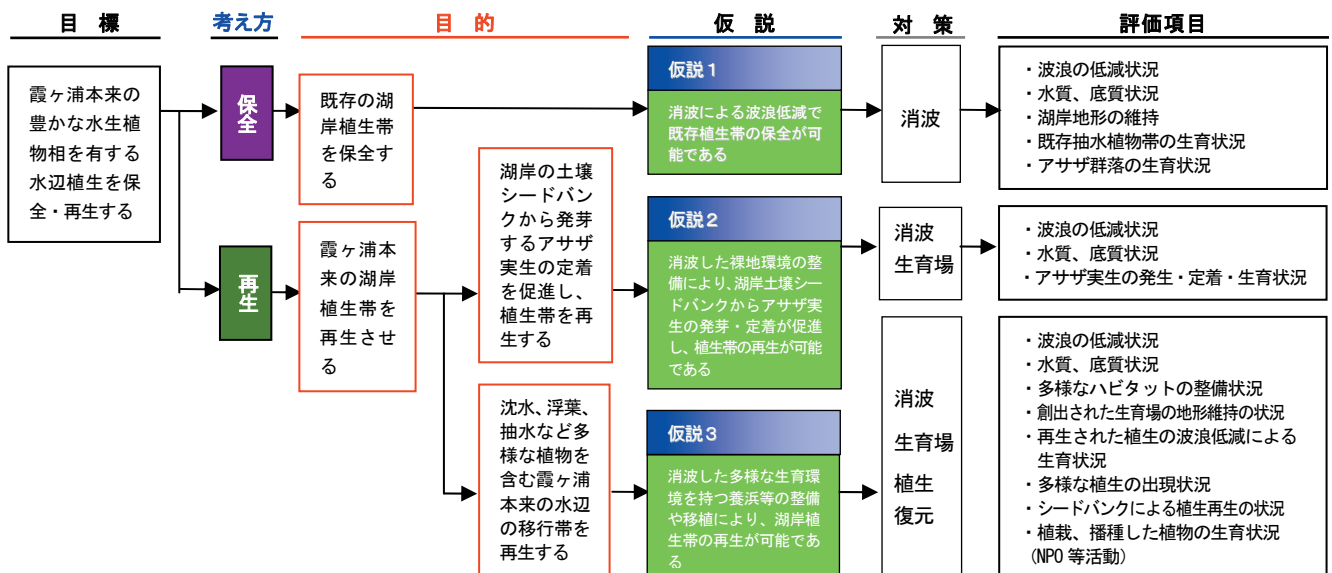 目 標
考え方
目 的
仮 説
対 策
評価項目
霞ヶ浦本来の
豊かな水生植
物相を有する
水辺植生を保
全・再生する
保全
再生
既存の湖
岸植生帯
を保全す
る
霞ヶ浦本
来の湖岸
植生帯を
再生させ
る
湖岸の土壌
シードバン
クから発芽
するアサザ
実生の定着
を促進し、
植生帯を再
生する
沈水、浮葉、
抽水など多
様な植物を
含む霞ヶ浦
本来の水辺
の移行帯を
再生する
仮説1
消波による波浪低減で
既存植生帯の保全が可
能である
仮説2
消波した裸地環境の整
備により、湖岸土壌シー
ドバンクからアサザ実
生の発芽・定着が促進
し、植生帯の再生が可能
である
仮説3
消波した多様な生育環
境を持つ養浜等の整備
や移植により、湖岸植
生帯の再生が可能であ
る
消波
消波
生育場
消波
生育場
植生
復元
・波浪の低減状況
・水質、底質状況
・湖岸地形の維持
・既存抽水植物帯の生育状況
・アサザ群落の生育状況
・波浪の低減状況
・水質、底質状況
・アサザ実生の発生・定着・生育状況
・波浪の低減状況
・水質、底質状況
・多様なハビタットの整備状況
・創出された生育場の地形維持の状況
・再生された植生の波浪低減による
生育状況
・多様な植生の出現状況
・シードバンクによる植生再生の状況
・植栽、播種した植物の生育状況
(NPO 等活動)